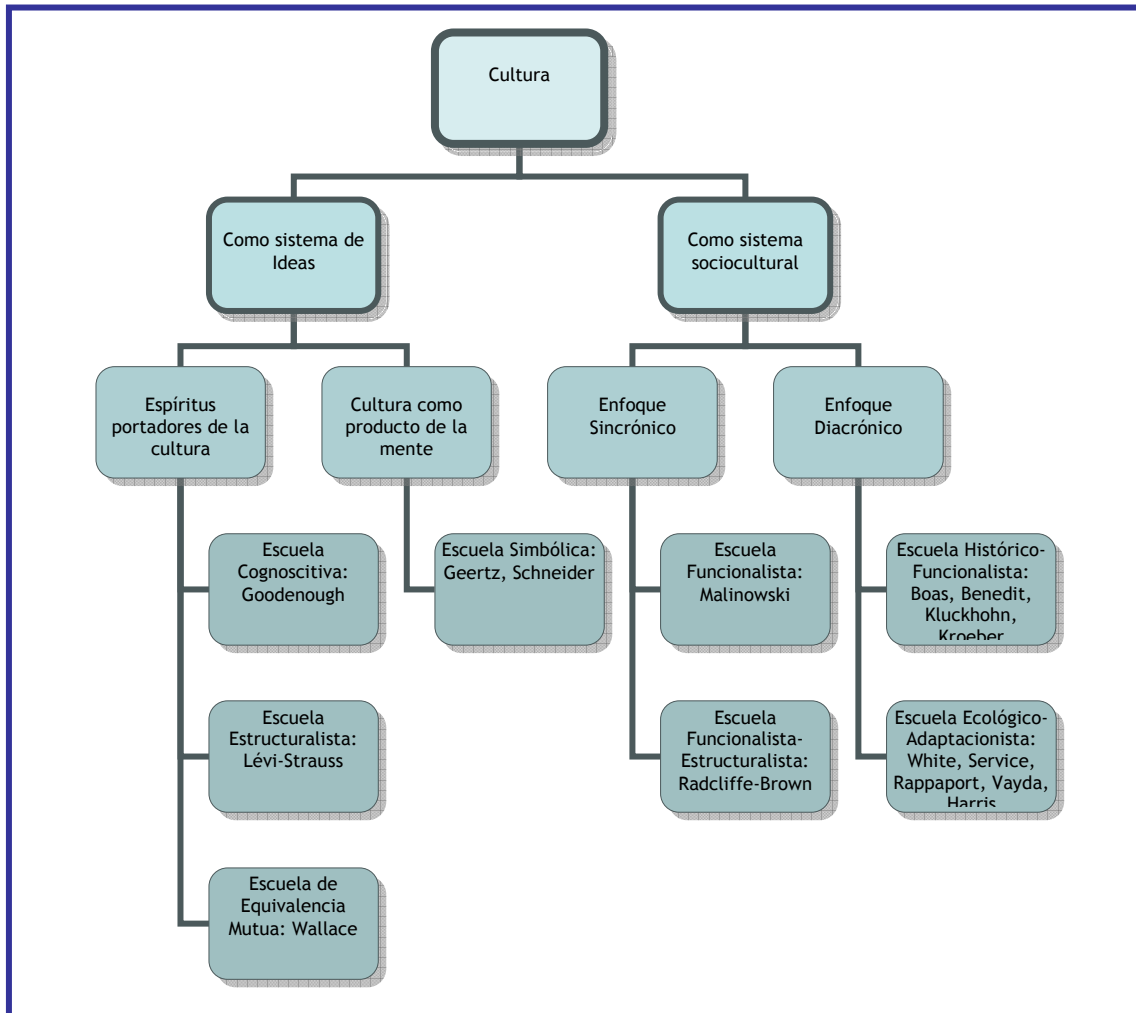 Cultura
Como sistema de
Ideas
Como sistema
sociocultural
Espíritus
portadores de la
cultura
Cultura como
producto de la
mente
Enfoque
Sincrónico
Enfoque
Diacrónico
Escuela
Cognoscitiva:
Goodenough
Escuela Simbólica:
Geertz, Schneider
Escuela
Funcionalista:
Malinowski
Escuela Histórico-
Funcionalista:
Boas, Benedit,
Kluckhohn,
Kroeber
Escuela
Estructuralista:
Lévi-Strauss
Escuela
Funcionalista-
Estructuralista:
Radcliffe-Brown
Escuela Ecológico-
Adaptacionista:
White, Service,
Rappaport, Vayda,
Harris
Escuela de
Equivalencia
Mutua: Wallace